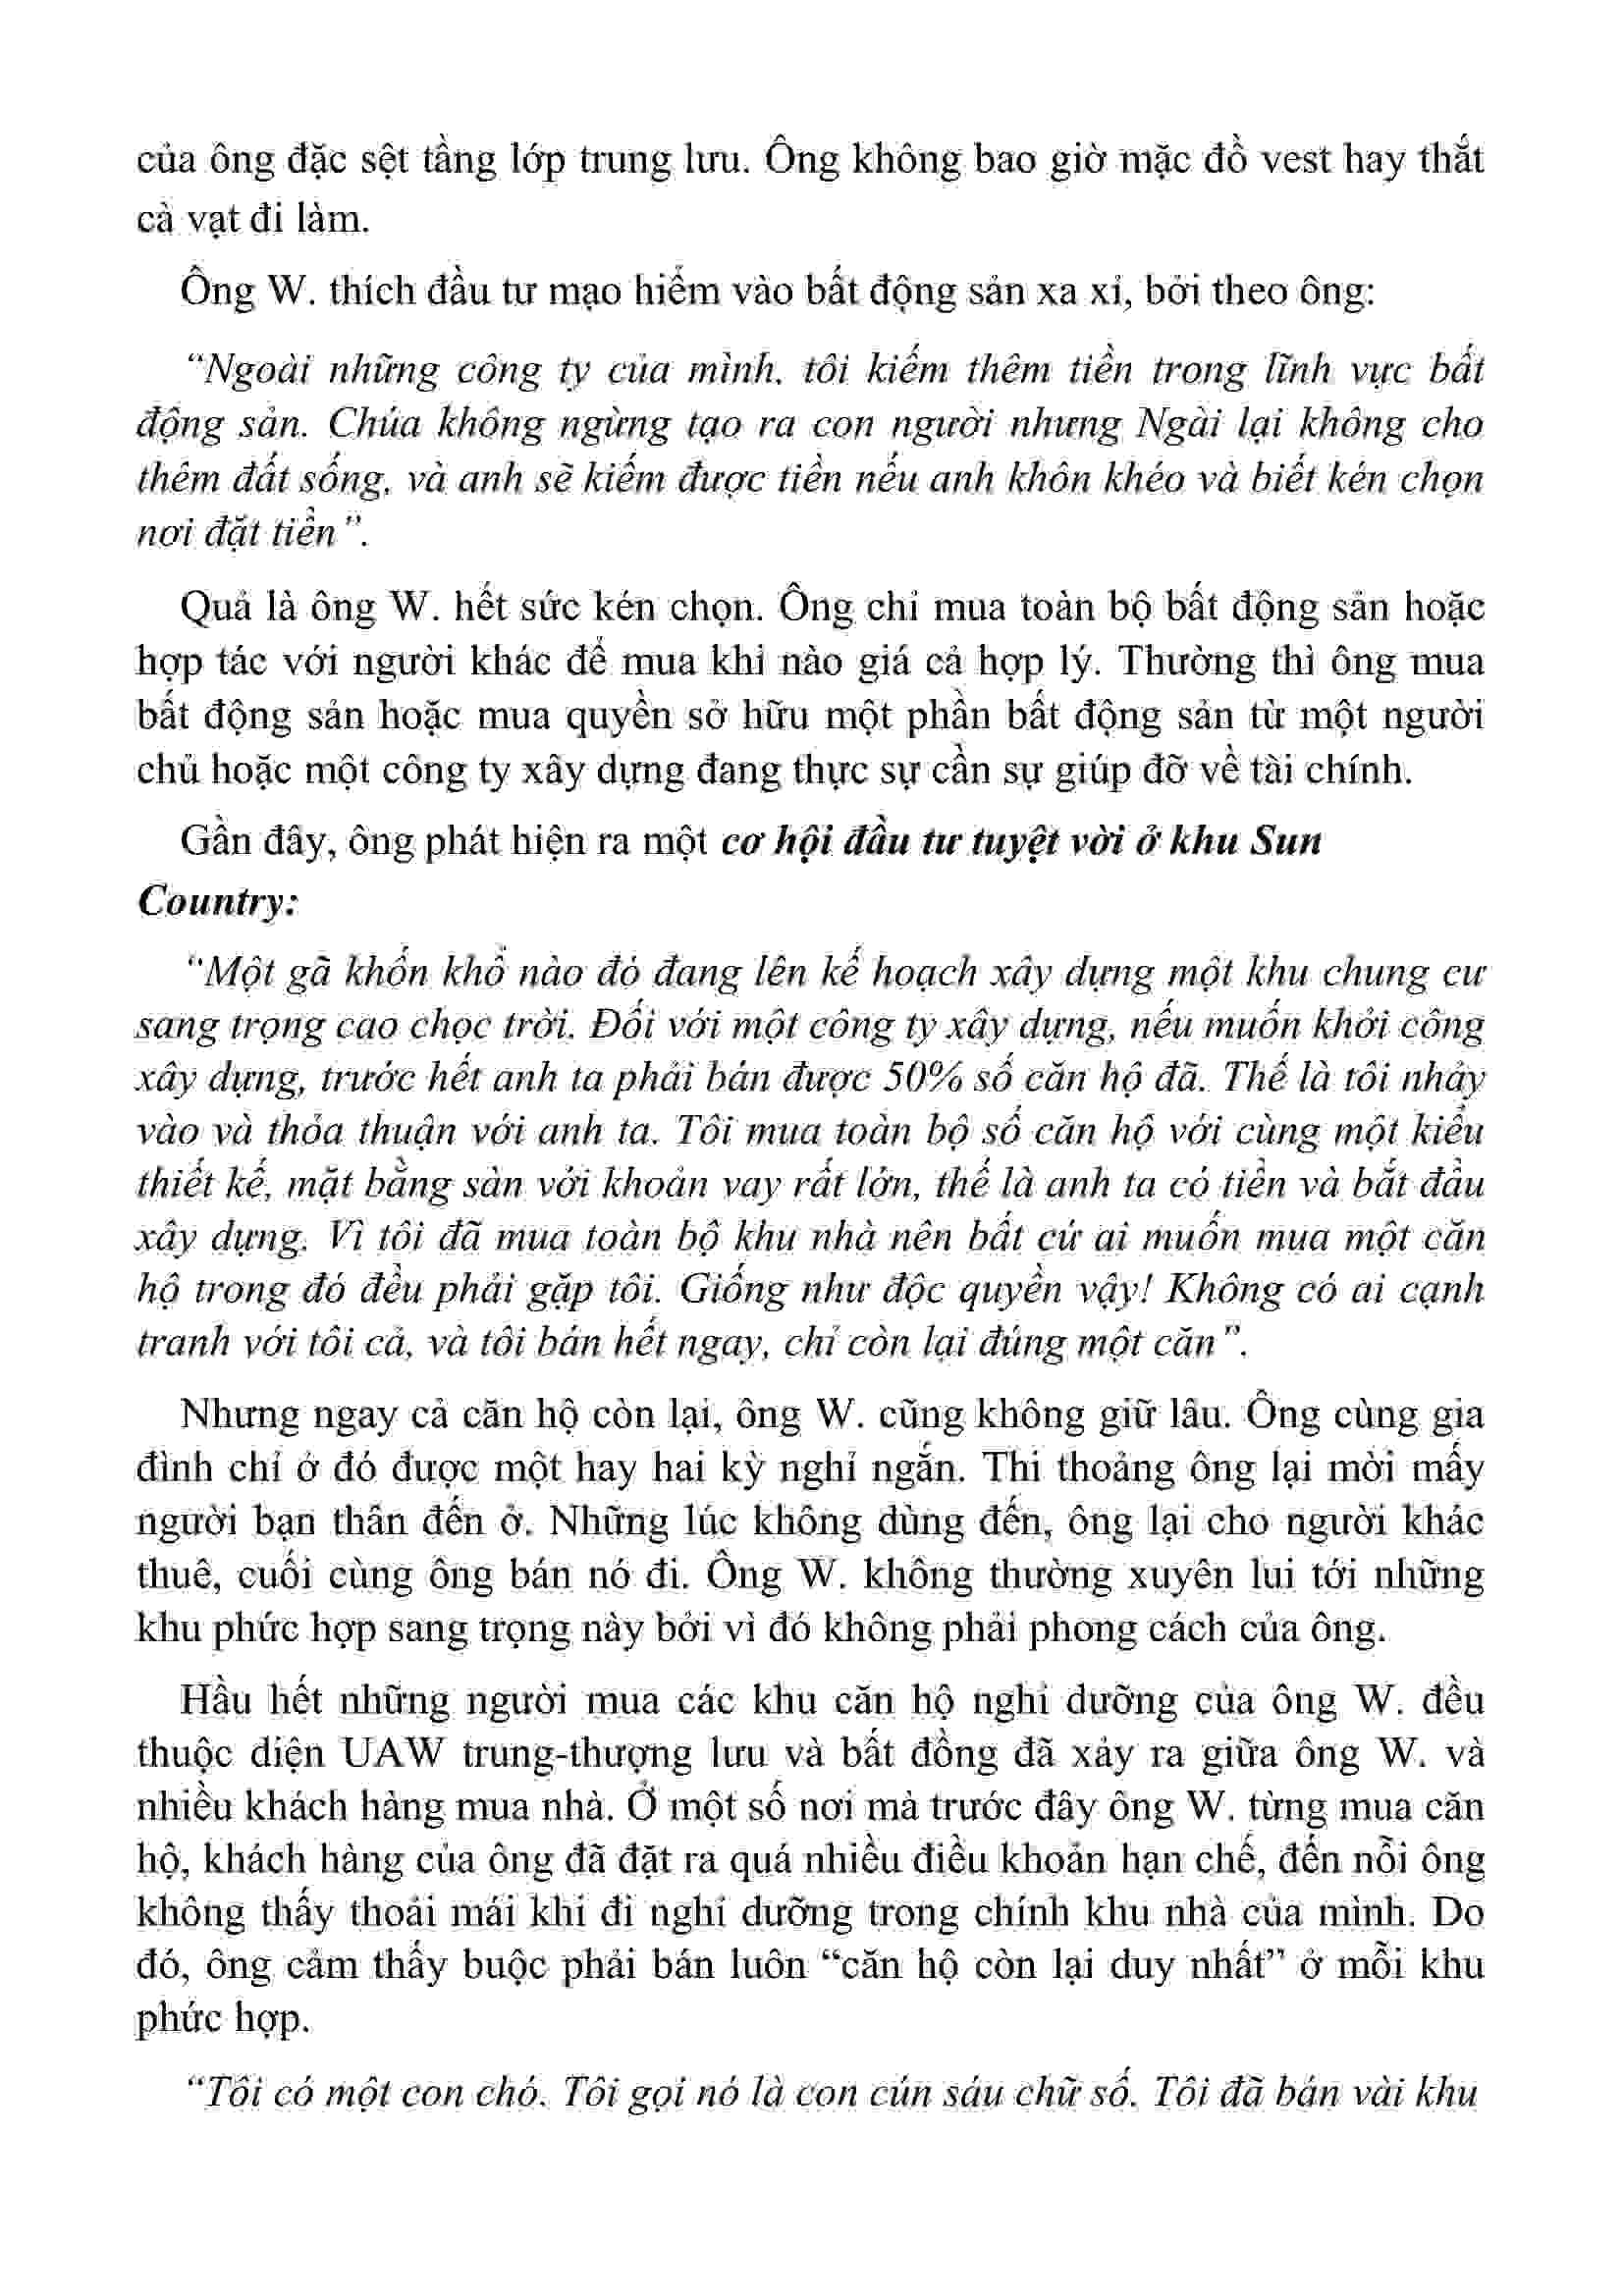 của ông đặc sệt tầng lớp trung lưu. Ông không bao giờ mặc đồ vest hay thắt
cà vạt đi làm.
Ông W. thích đầu tư mạo hiểm vào bất động sản xa xỉ, bởi theo ông:
“Ngoài những công ty của mình, tôi kiếm thêm tiền trong lĩnh vực bất
động sản. Chúa không ngừng tạo ra con người nhưng Ngài lại không cho
thêm đất sống, và anh sẽ kiếm được tiền nếu anh khôn khéo và biết kén chọn
nơi đặt tiền”.
Quả là ông W. hết sức kén chọn. Ông chỉ mua toàn bộ bất động sản hoặc
hợp tác với người khác để mua khi nào giá cả hợp lý. Thường thì ông mua
bất động sản hoặc mua quyền sở hữu một phần bất động sản từ một người
chủ hoặc một công ty xây dựng đang thực sự cần sự giúp đỡ về tài chính.
Gần đây, ông phát hiện ra một cơ hội đầu tư tuyệt vời ở khu Sun
Country:
“Một gã khốn khổ nào đó đang lên kế hoạch xây dựng một khu chung cư
sang trọng cao chọc trời. Đối với một công ty xây dựng, nếu muốn khởi công
xây dựng, trước hết anh ta phải bán được 50% số căn hộ đã. Thế là tôi nhảy
vào và thỏa thuận với anh ta. Tôi mua toàn bộ số căn hộ với cùng một kiểu
thiết kế, mặt bằng sàn với khoản vay rất lớn, thế là anh ta có tiền và bắt đầu
xây dựng. Vì tôi đã mua toàn bộ khu nhà nên bất cứ ai muốn mua một căn
hộ trong đó đều phải gặp tôi. Giống như độc quyền vậy! Không có ai cạnh
tranh với tôi cả, và tôi bán hết ngay, chỉ còn lại đúng một căn”.
Nhưng ngay cả căn hộ còn lại, ông W. cũng không giữ lâu. Ông cùng gia
đình chỉ ở đó được một hay hai kỳ nghỉ ngắn. Thi thoảng ông lại mời mấy
người bạn thân đến ở. Những lúc không dùng đến, ông lại cho người khác
thuê, cuối cùng ông bán nó đi. Ông W. không thường xuyên lui tới những
khu phức hợp sang trọng này bởi vì đó không phải phong cách của ông.
Hầu hết những người mua các khu căn hộ nghỉ dưỡng của ông W. đều
thuộc diện UAW trung-thượng lưu và bất đồng đã xảy ra giữa ông W. và
nhiều khách hàng mua nhà. Ở một số nơi mà trước đây ông W. từng mua căn
hộ, khách hàng của ông đã đặt ra quá nhiều điều khoản hạn chế, đến nỗi ông
không thấy thoải mái khi đi nghỉ dưỡng trong chính khu nhà của mình. Do
đó, ông cảm thấy buộc phải bán luôn “căn hộ còn lại duy nhất” ở mỗi khu
phức hợp.
“Tôi có một con chó. Tôi gọi nó là con cún sáu chữ số. Tôi đã bán vài khu